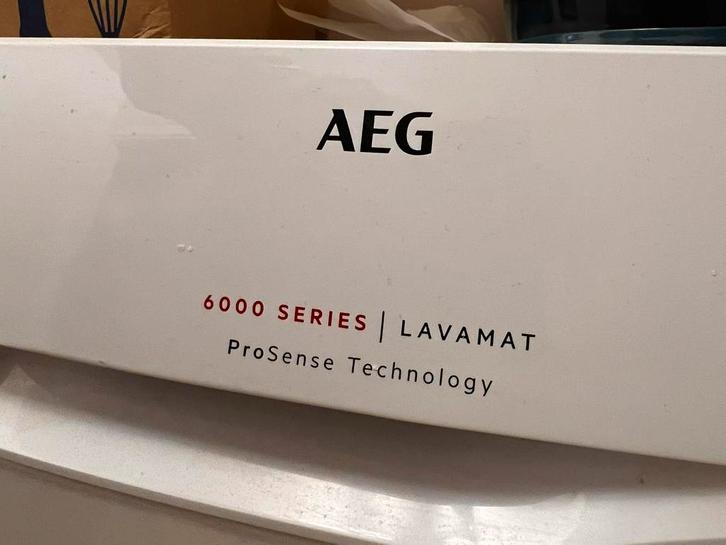 AEG
6000 SERIES | LAVAMAT
ProSense Technology